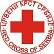 ЦРВЕНИ КРСТ СРБИЈЕ
RED CROSS OF SERBIA